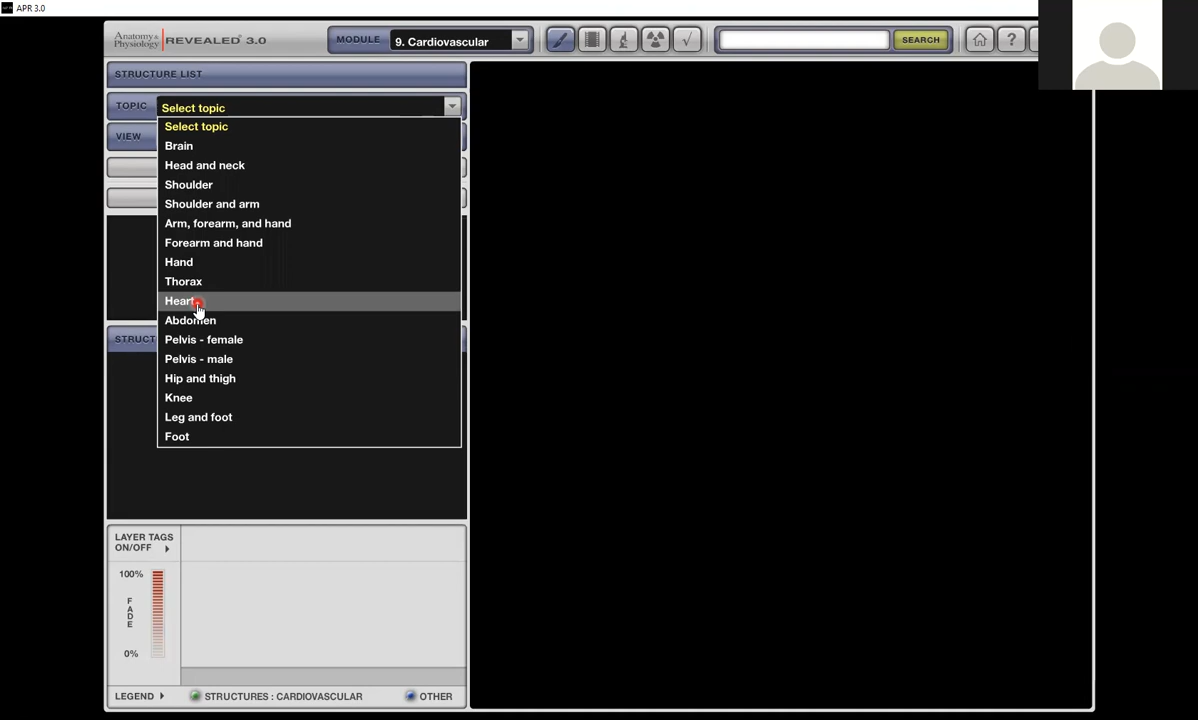 APR 3.0
Anatomy & Physiology REVEALED 3.0
MODULE 9. Cardiovascular
SEARCH
?
STRUCTURE LIST
TOPIC Select topic
Select topic
VIEW
Brain
Head and neck
Shoulder
Shoulder and arm
Arm, forearm, and hand
Forearm and hand
Hand
Thorax
Heart
Abdomen
STRUCT
Pelvis - female
Pelvis - male
Hip and thigh
Knee
Leg and foot
Foot
LAYER TAGS
ON/OFF
100%
FADE
0%
LEGEND
STRUCTURES : CARDIOVASCULAR
OTHER